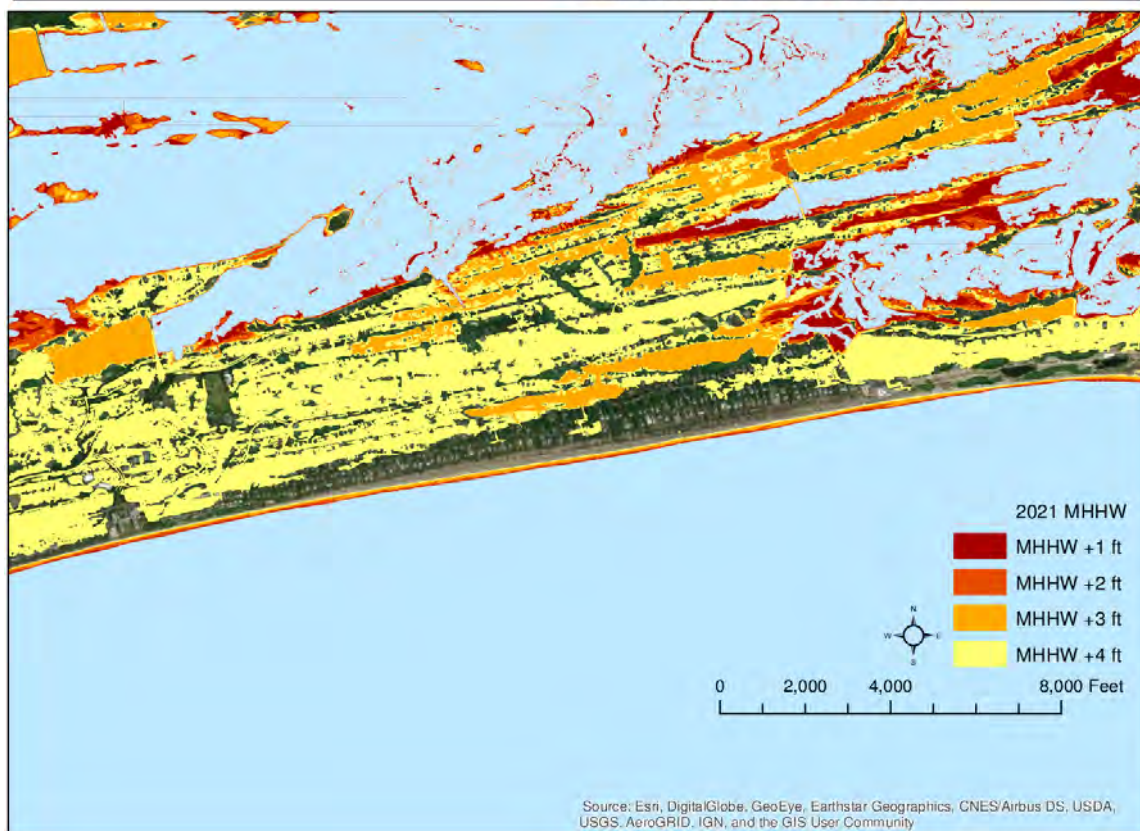 2021 MHHW
MHHW +1 ft
MHHW +2 ft
MHHW +3 ft
MHHW +4 ft
N
W
E
S
0
2,000
4,000
8,000 Feet
Source: Esri, DigitalGlobe, GeoEye, Earthstar Geographics, CNES/Airbus DS, USDA,
USGS, AeroGRID, IGN, and the GIS User Community